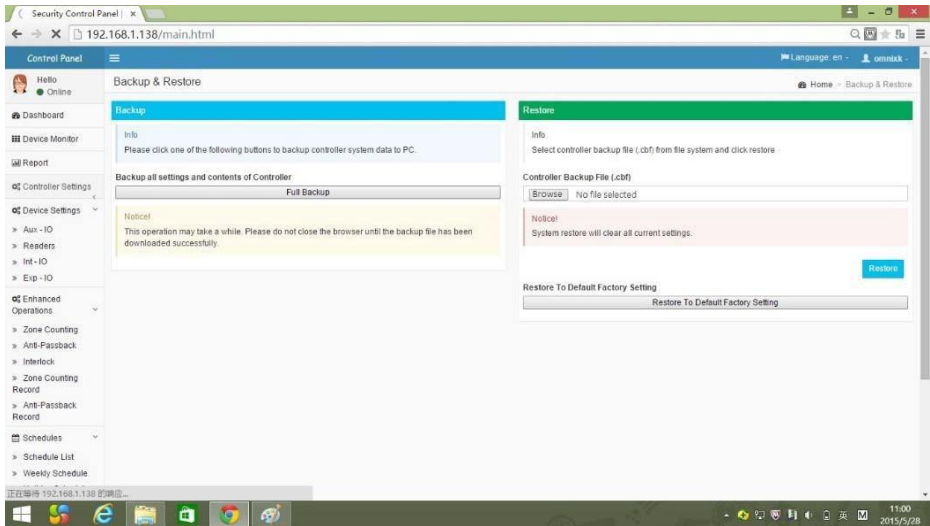 Security Control Panel
192.168.1.138/main.html
Control Panel
Language: en
omnixk
Hello
Online
Backup & Restore
Home > Backup & Restore
Dashboard
Device Monitor
Report
Controller Settings
Device Settings
» Aux - IO
» Readers
» Int - IO
» Exp - IO
Enhanced
Operations
» Zone Counting
» Anti-Passback
» Interlock
» Zone Counting
Record
» Anti-Passback
Record
Schedules
» Schedule List
» Weekly Schedule
Backup
Info
Please click one of the following buttons to backup controller system data to PC.
Backup all settings and contents of Controller
Full Backup
Notice!
This operation may take a while. Please do not close the browser until the backup file has been
downloaded successfully.
Restore
Info
Select controller backup file (.cbf) from file system and click restore
Controller Backup File (.cbf)
Browse No file selected
Notice!
System restore will clear all current settings.
Restore
Restore To Default Factory Setting
Restore To Default Factory Setting
正在等待 192.168.1.138 的响应...
英
11:00
2015/5/28